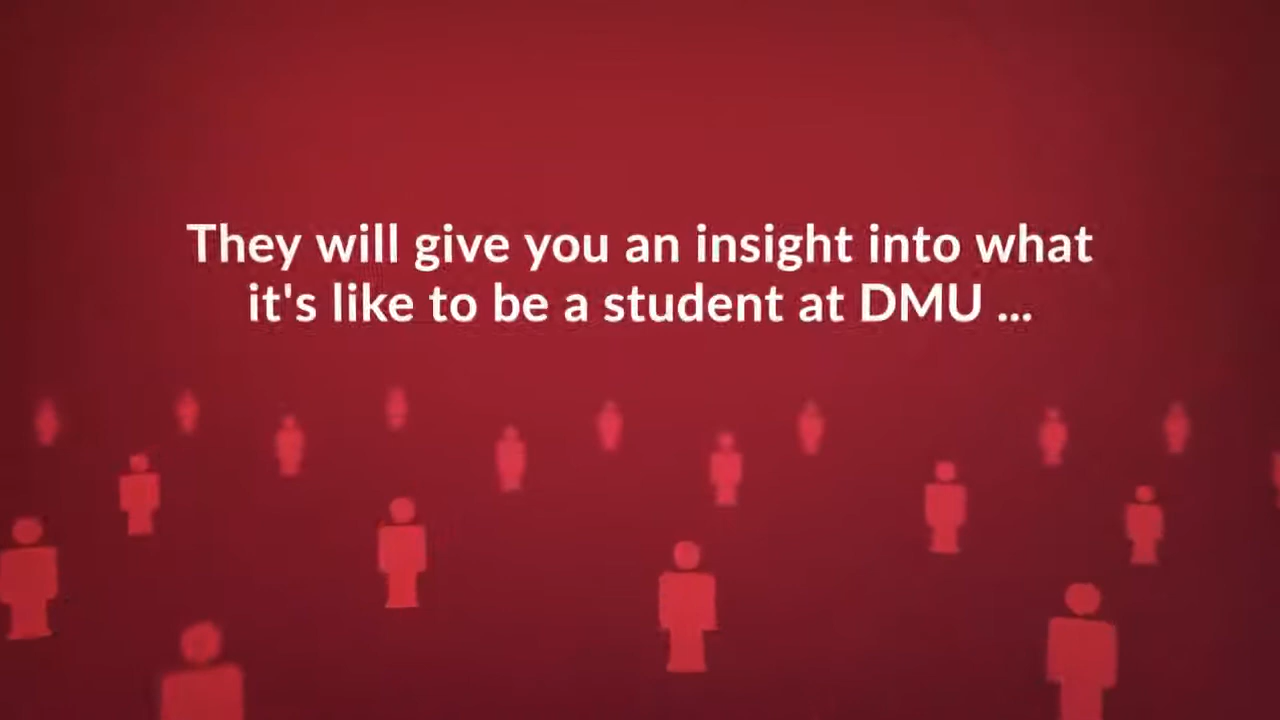 They will give you an insight into what
it's like to be a student at DMU ...